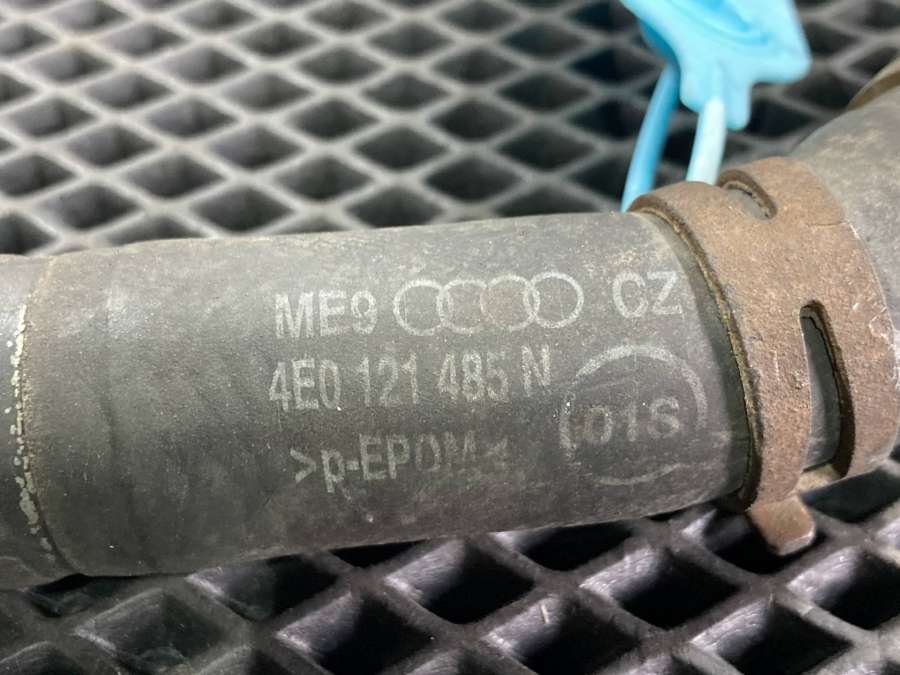 ME9 CZ
4E0 121 485 N
01S
>p-EPDM<